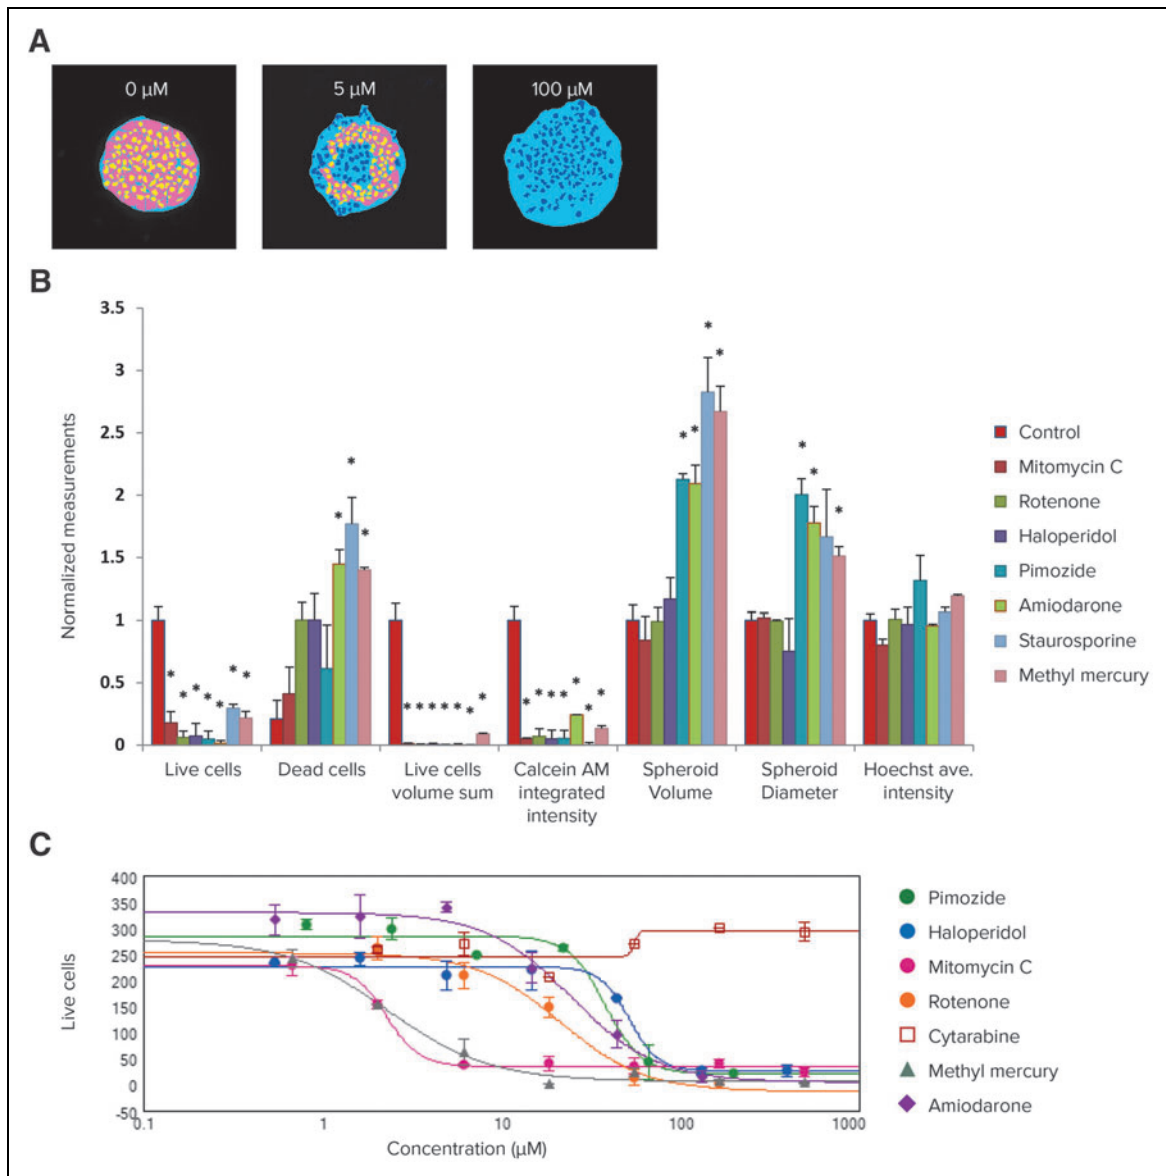 A
0 µM 5 µM 100 µM
B
3.5
3
2.5
2
1.5
1
0.5
0
Normalized measurements
* * * * * * *
* * *
* * * * * * *
* * * * * * *
* * * *
* * *
Live cells Dead cells Live cells Calcein AM Spheroid Spheroid Hoechst ave.
volume sum integrated Volume Diameter intensity
intensity
Control
Mitomycin C
Rotenone
Haloperidol
Pimozide
Amiodarone
Staurosporine
Methyl mercury
C
400
350
300
250
200
150
100
50
0
-50
Live cells
0.1 1 10 100 1000
Concentration (µM)
Pimozide
Haloperidol
Mitomycin C
Rotenone
Cytarabine
Methyl mercury
Amiodarone